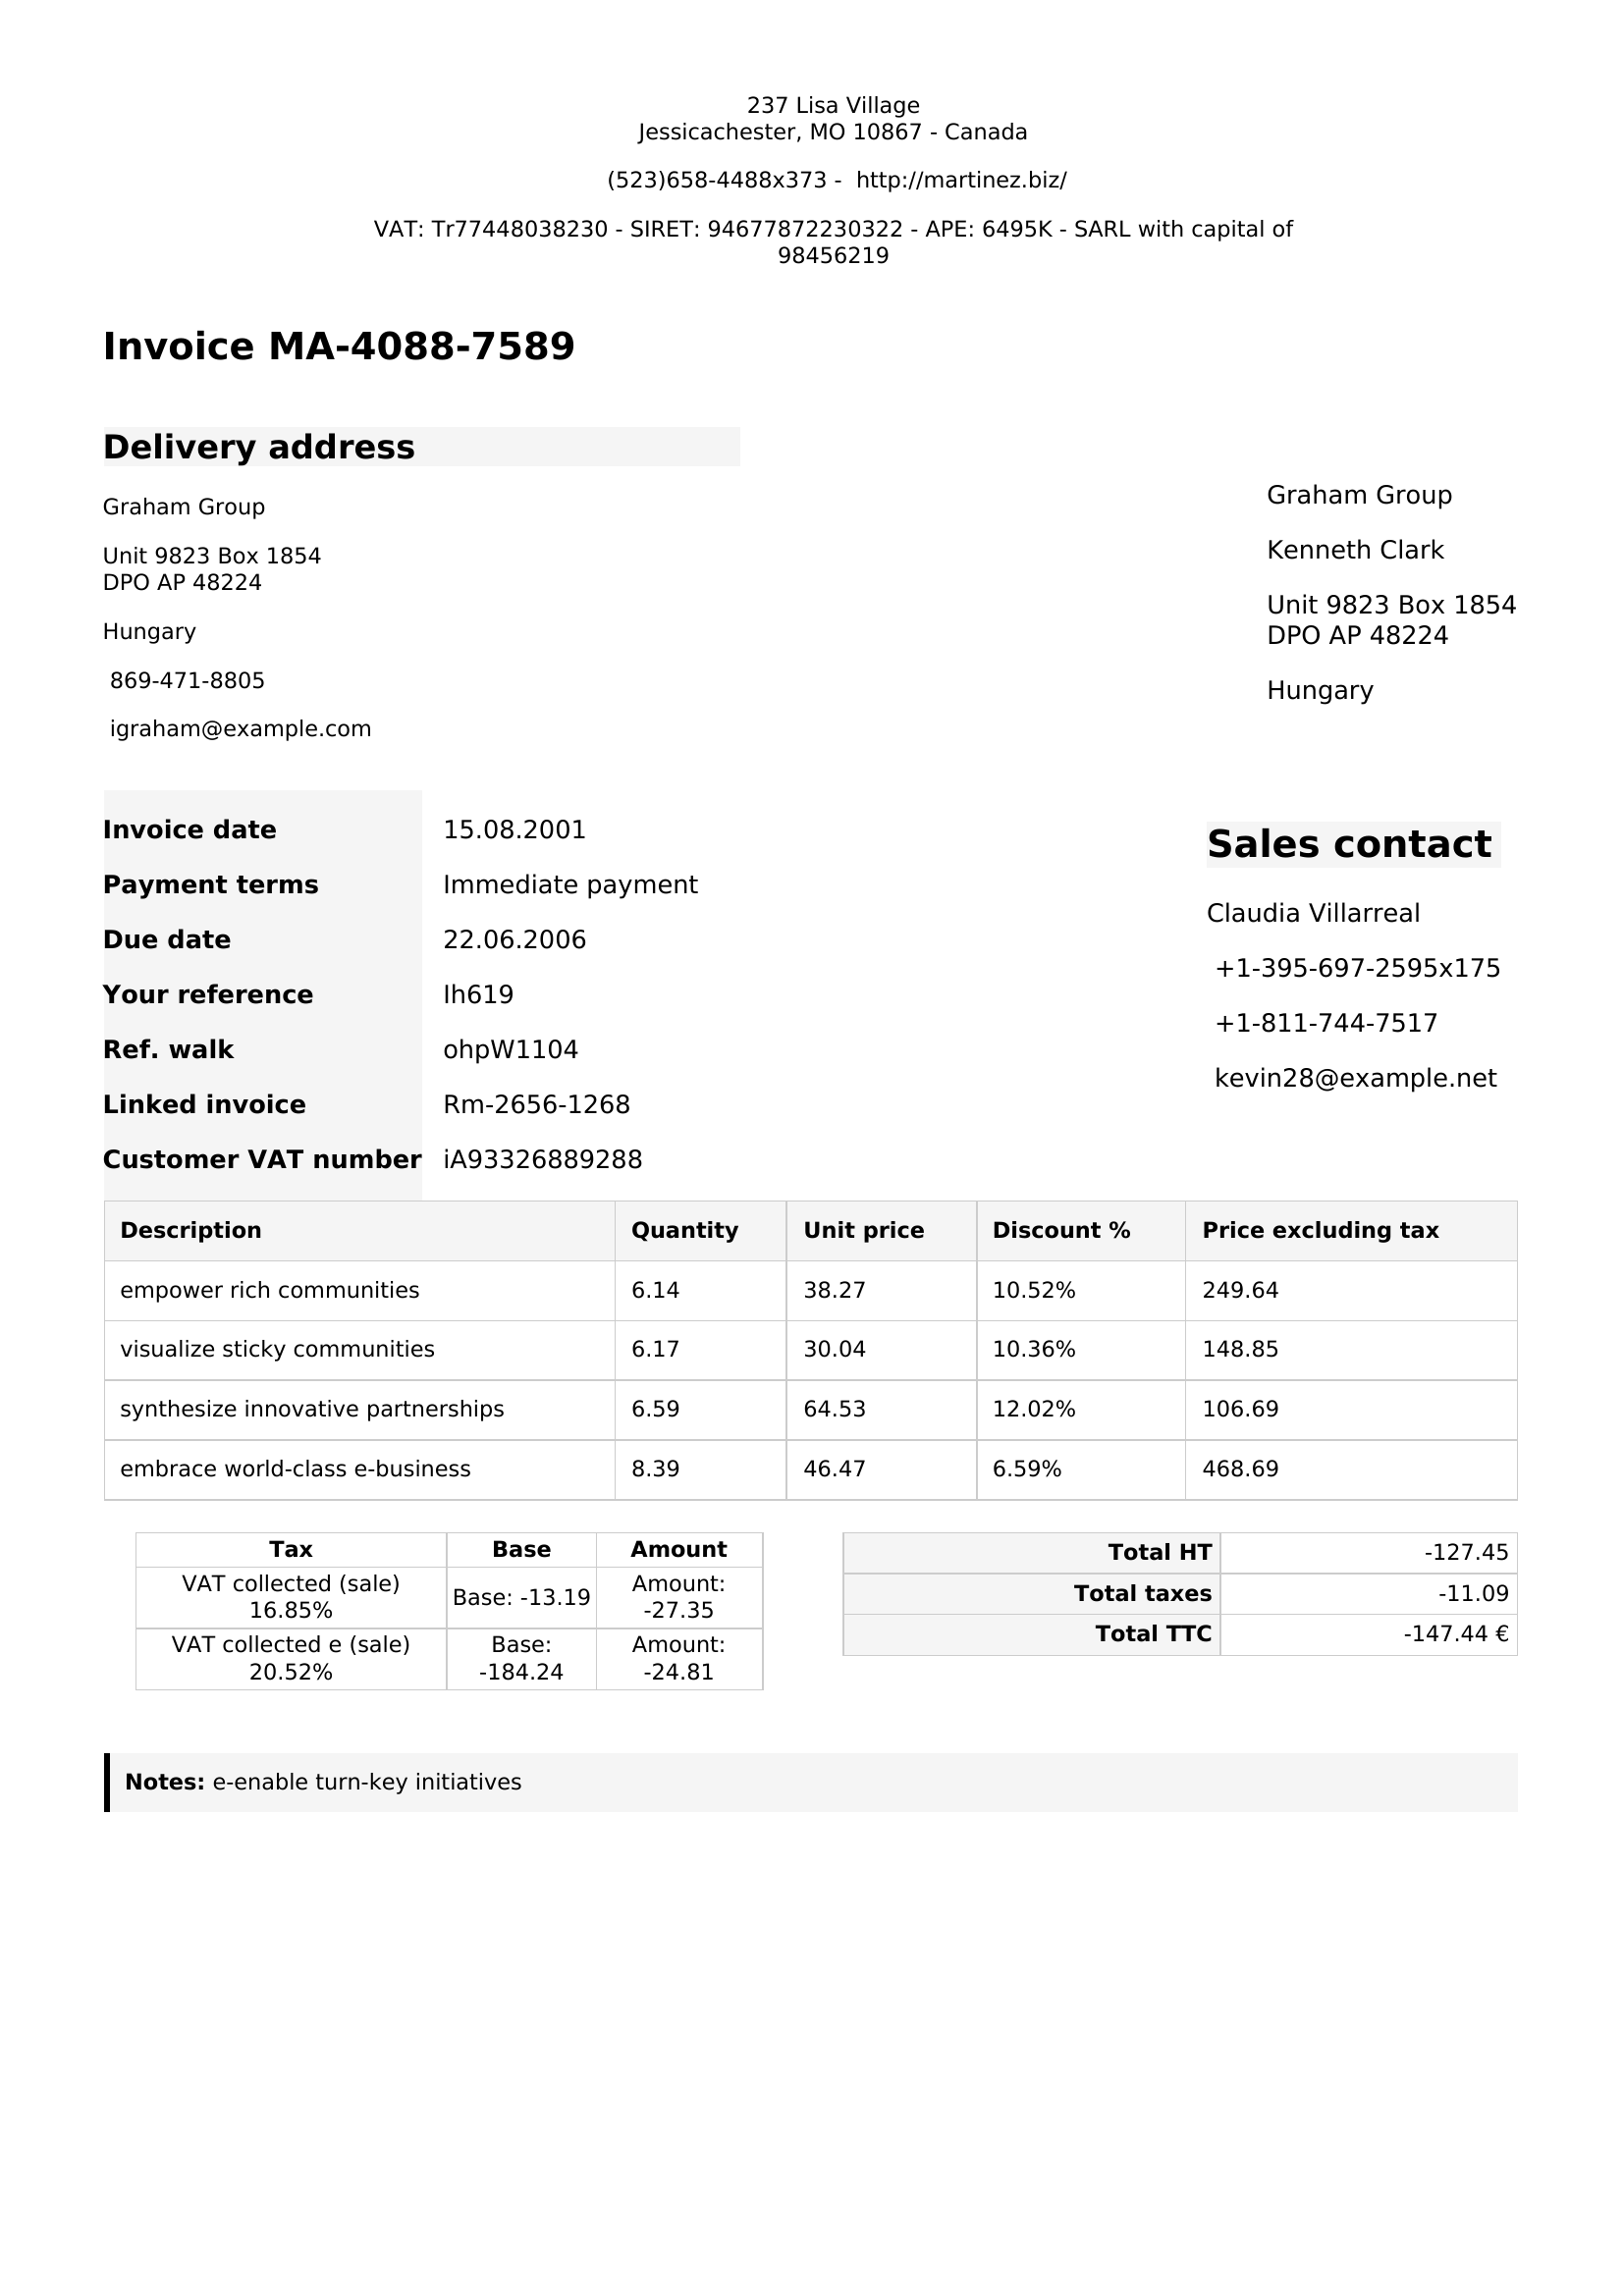 237 Lisa Village
Jessicachester, MO 10867 - Canada
(523)658-4488x373 -  http://martinez.biz/
VAT: Tr77448038230 - SIRET: 94677872230322 - APE: 6495K - SARL with capital of
98456219
Invoice MA-4088-7589
Delivery address
Graham Group
Unit 9823 Box 1854
DPO AP 48224
Hungary
869-471-8805
igraham@example.com
Graham Group
Kenneth Clark
Unit 9823 Box 1854
DPO AP 48224
Hungary
Invoice date 15.08.2001
Payment terms Immediate payment
Due date 22.06.2006
Your reference Ih619
Ref. walk ohpW1104
Linked invoice Rm-2656-1268
Customer VAT number iA93326889288
Sales contact
Claudia Villarreal
+1-395-697-2595x175
+1-811-744-7517
kevin28@example.net
Description Quantity Unit price Discount % Price excluding tax
empower rich communities 6.14 38.27 10.52% 249.64
visualize sticky communities 6.17 30.04 10.36% 148.85
synthesize innovative partnerships 6.59 64.53 12.02% 106.69
embrace world-class e-business 8.39 46.47 6.59% 468.69
Tax Base Amount
VAT collected (sale)
16.85%
Base: -13.19
Amount:
-27.35
VAT collected e (sale)
20.52%
Base:
-184.24
Amount:
-24.81
Total HT -127.45
Total taxes -11.09
Total TTC -147.44 €
Notes: e-enable turn-key initiatives